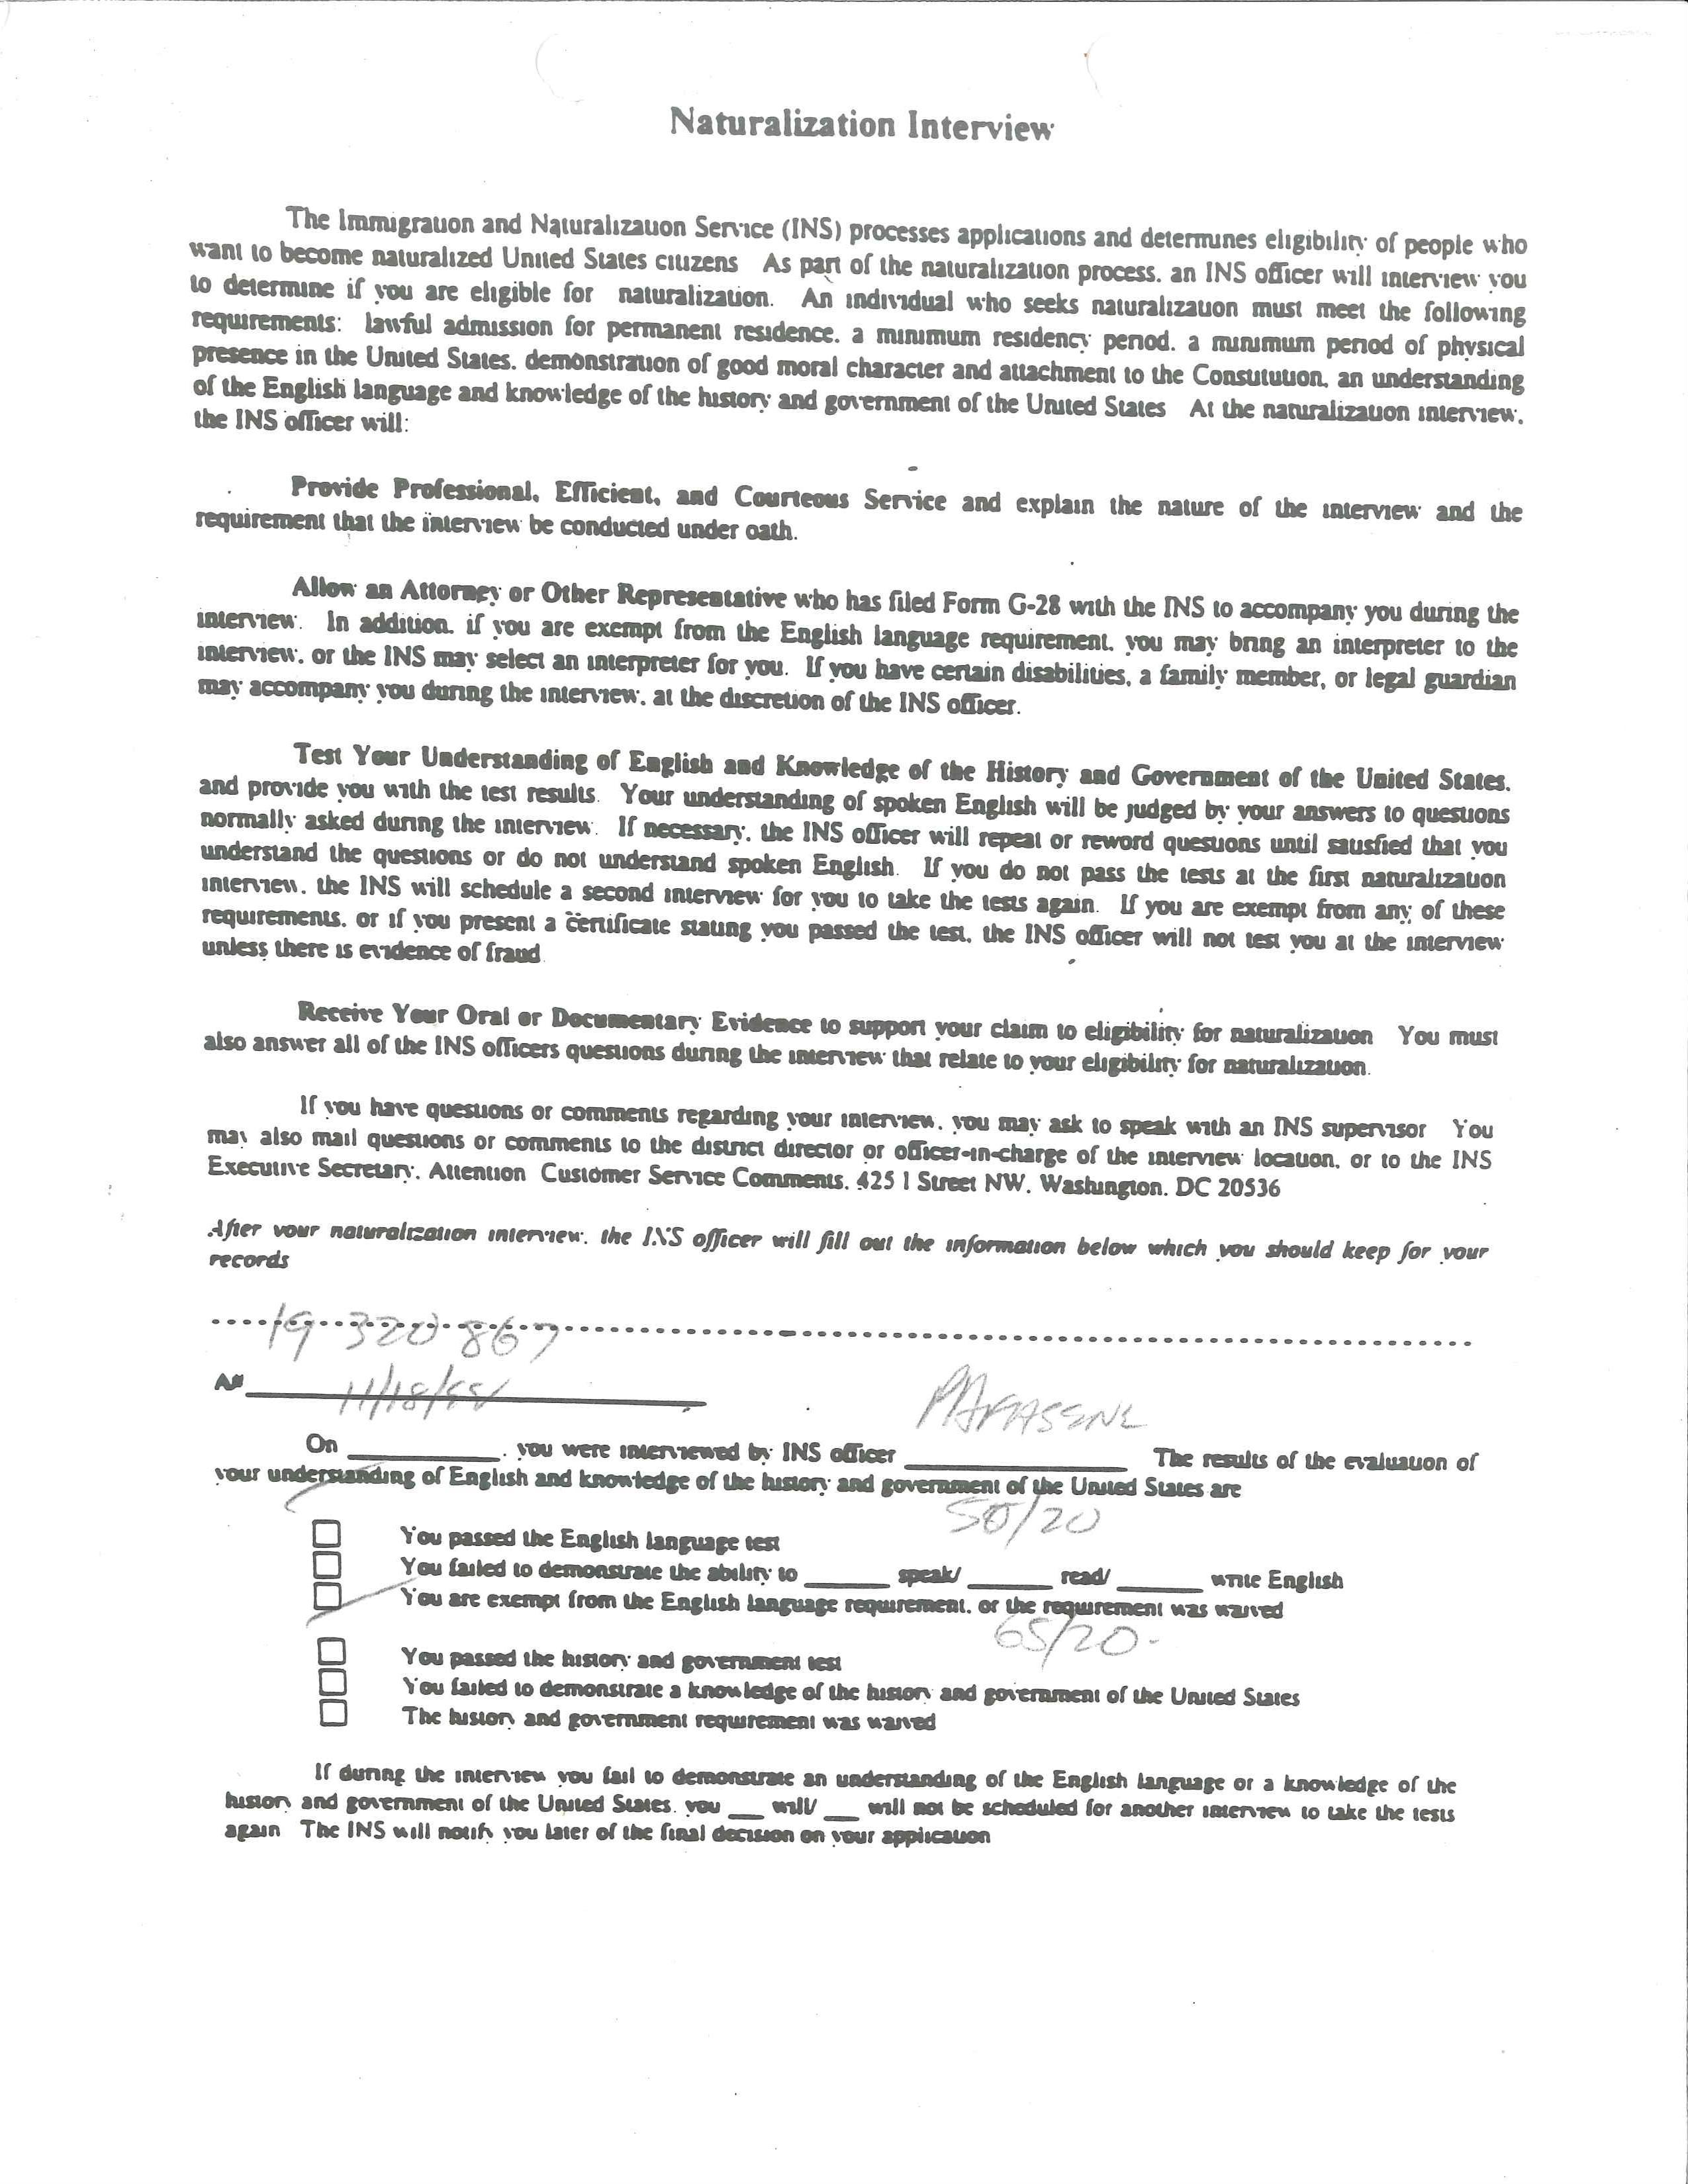 Naturalization Interview
The Immigration and Naturalization Service (INS) processes applications and determines eligibility of people who
want to become naturalized United States citizens As part of the naturalization process, an INS officer will interview you
to determine if you are eligible for naturalization. An individual who seeks naturalization must meet the following
requirements: lawful admission for permanent residence, a minimum residency period, a minimum period of physical
presence in the United States, demonstration of good moral character and attachment to the Constitution, an understanding
of the English language and knowledge of the history and government of the United States At the naturalization interview,
the INS officer will:
Provide Professional, Efficient, and Courteous Service and explain the nature of the interview and the
requirement that the interview be conducted under oath.
Allow an Attorney or Other Representative who has filed Form G-28 with the INS to accompany you during the
interview. In addition, if you are exempt from the English language requirement, you may bring an interpreter to the
interview, or the INS may select an interpreter for you. If you have certain disabilities, a family member, or legal guardian
may accompany you during the interview, at the discretion of the INS officer.
Test Your Understanding of English and Knowledge of the History and Government of the United States,
and provide you with the test results. Your understanding of spoken English will be judged by your answers to questions
normally asked during the interview. If necessary, the INS officer will repeat or reword questions until satisfied that you
understand the questions or do not understand spoken English. If you do not pass the tests at the first naturalization
interview, the INS will schedule a second interview for you to take the tests again. If you are exempt from any of these
requirements, or if you present a certificate stating you passed the test, the INS officer will not test you at the interview
unless there is evidence of fraud
Receive Your Oral or Documentary Evidence to support your claim to eligibility for naturalization You must
also answer all of the INS officers questions during the interview that relate to your eligibility for naturalization.
If you have questions or comments regarding your interview, you may ask to speak with an INS supervisor You
may also mail questions or comments to the district director or officer-in-charge of the interview location, or to the INS
Executive Secretary, Attention Customer Service Comments, 425 I Street NW, Washington, DC 20536
After your naturalization interview, the INS officer will fill out the information below which you should keep for your
records
19 320 867
A#
11/18/
On ________, you were interviewed by INS officer ________ The results of the evaluation of
your understanding of English and knowledge of the history and government of the United States are
50/20
You passed the English language test
You failed to demonstrate the ability to ______ speak/ ______ read/ ______ write English
You are exempt from the English language requirement, or the requirement was waived
65/20-
You passed the history and government test
You failed to demonstrate a knowledge of the history and government of the United States
The history and government requirement was waived
If during the interview you fail to demonstrate an understanding of the English language or a knowledge of the
history and government of the United States, you ___ will/ ___ will not be scheduled for another interview to take the tests
again The INS will notify you later of the final decision on your application